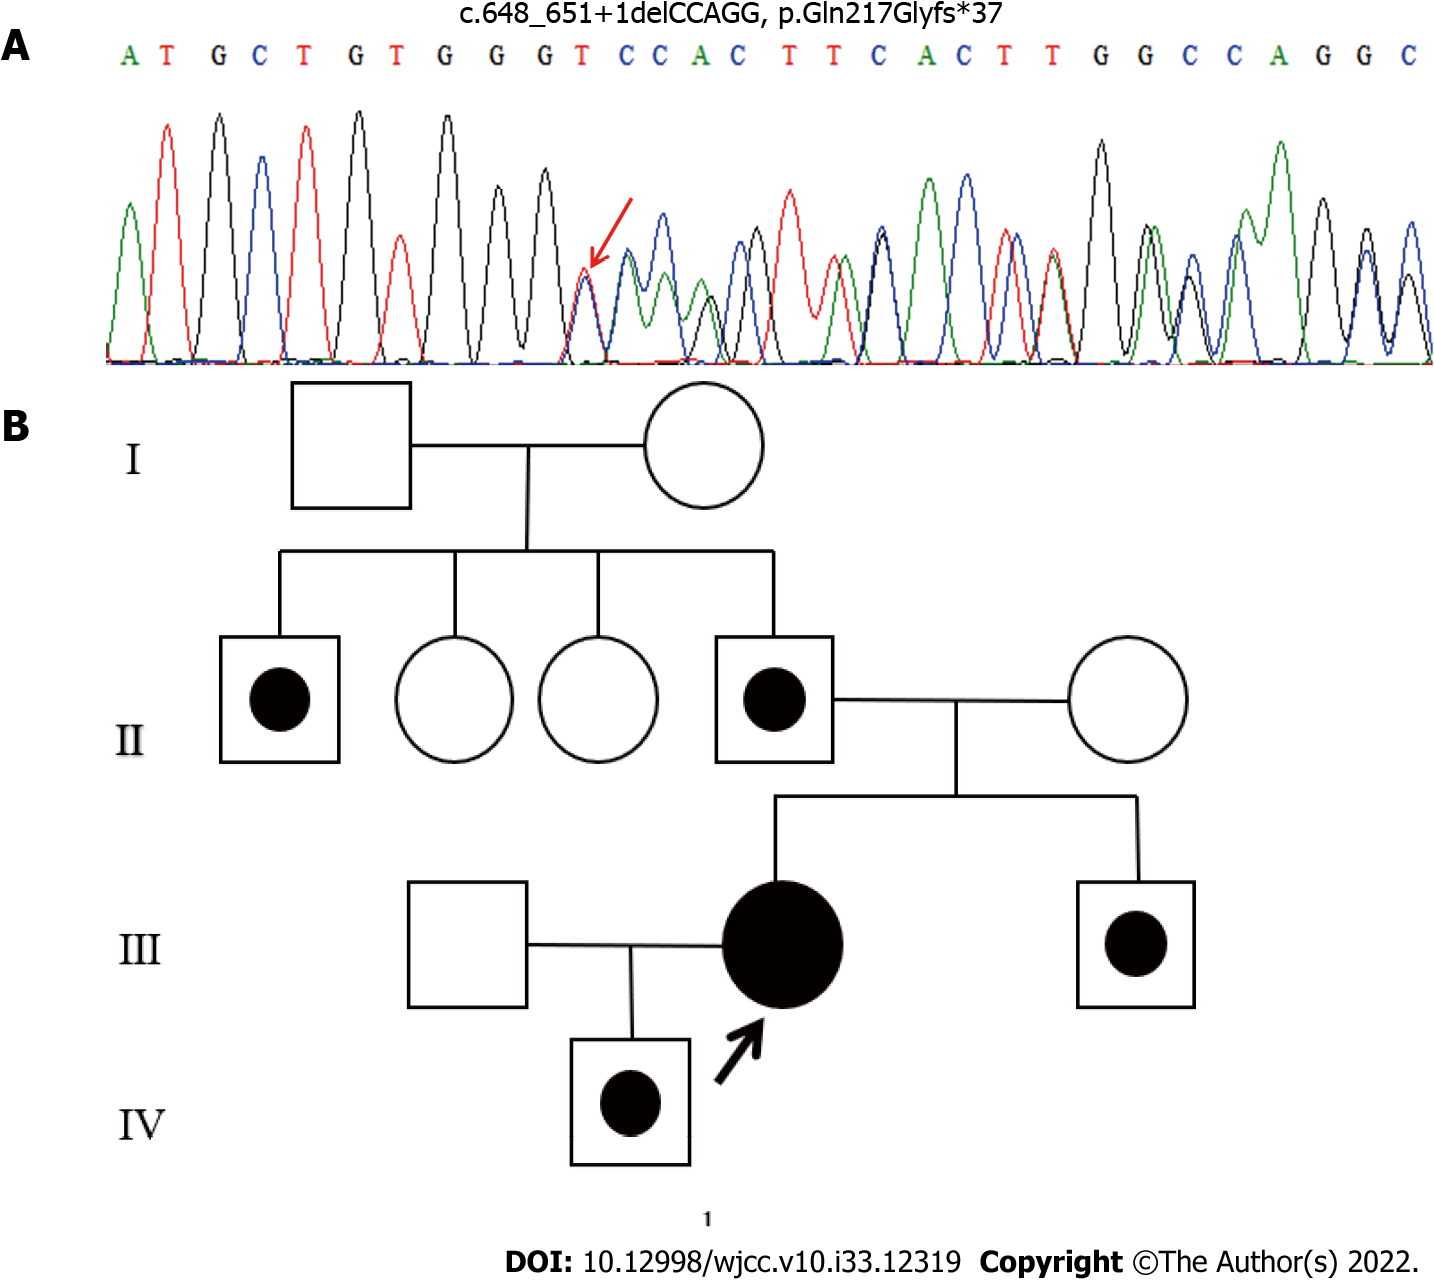 c.648_651+1delCCAGG, p.Gln217Glyfs*37
A
A T G C T G T G G G T C C A C T T C A C T T G G C C A G G C
B
I
II
III
IV
1
DOI: 10.12998/wjcc.v10.i33.12319 Copyright ©The Author(s) 2022.